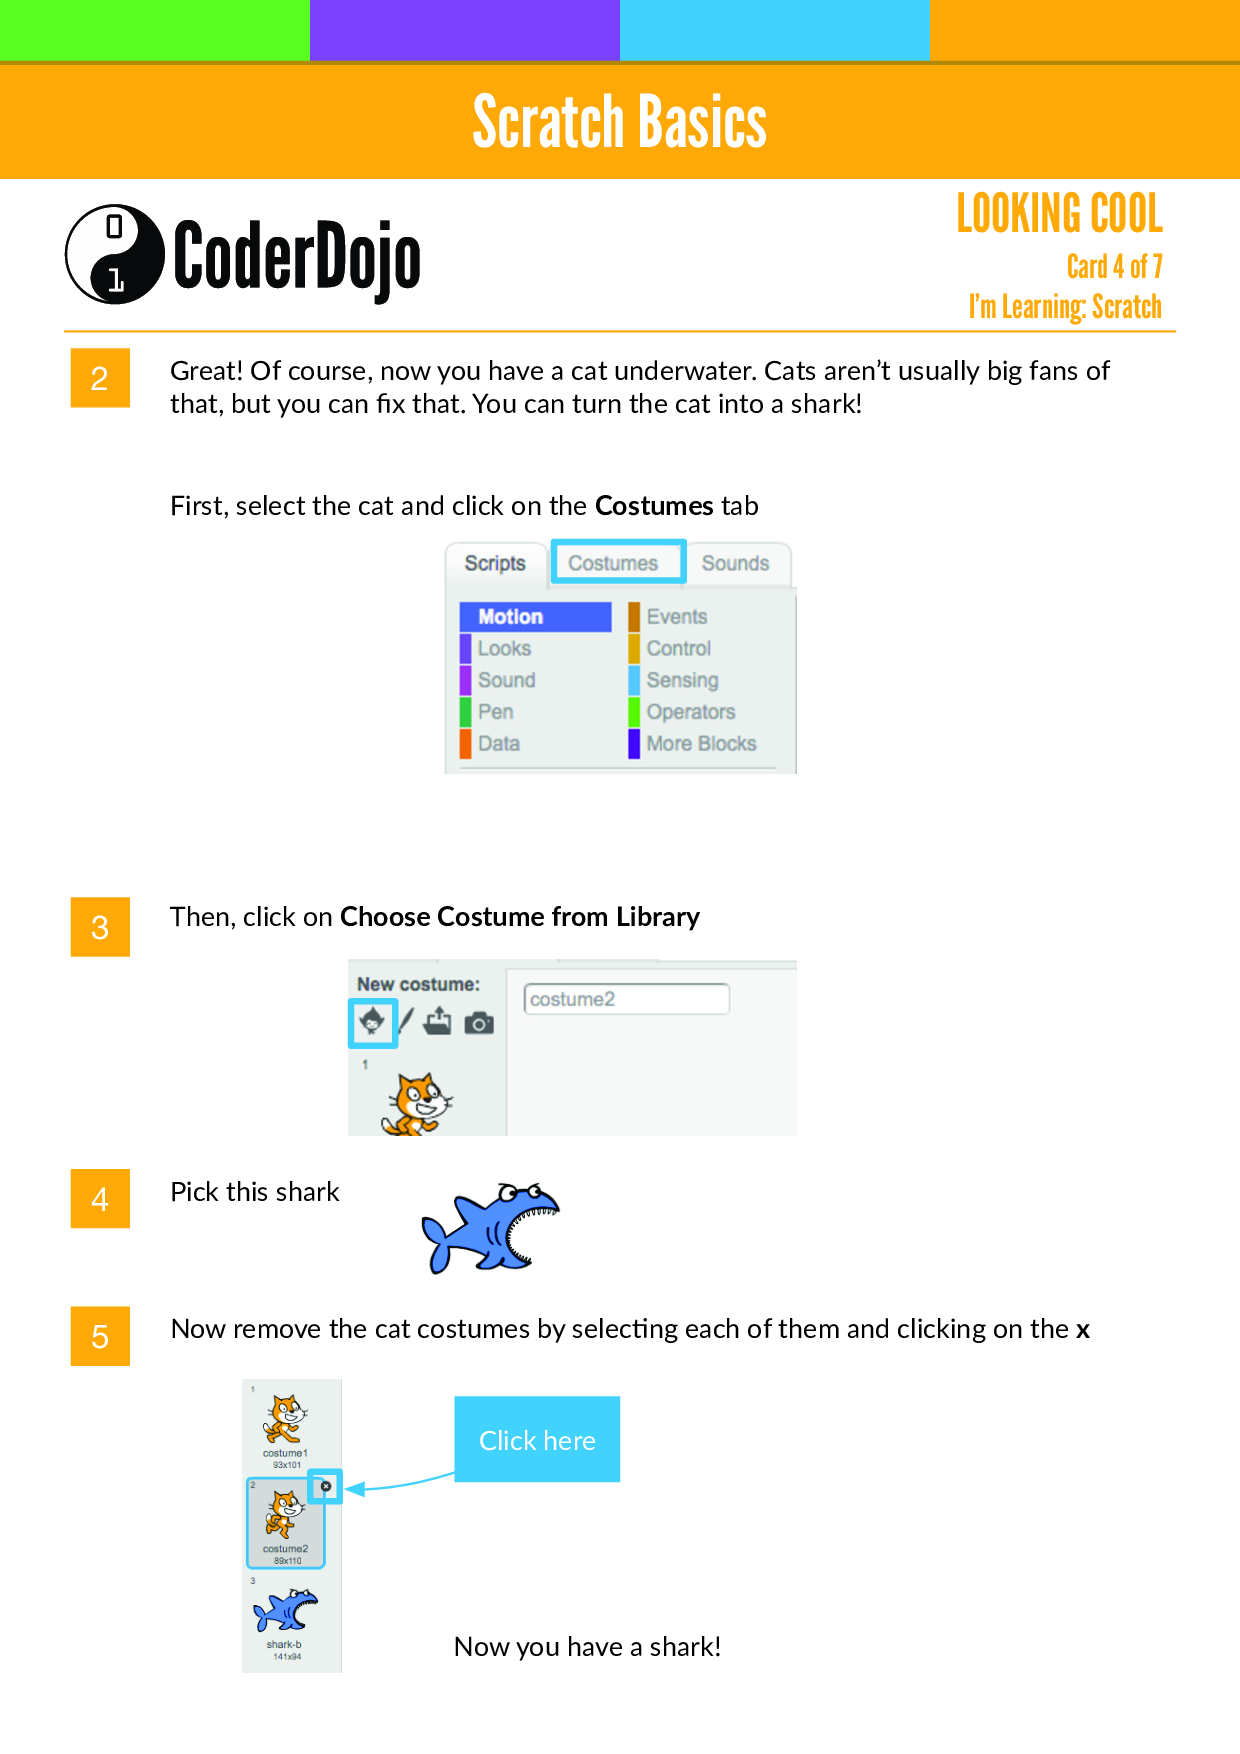 Scratch Basics
0
1
CoderDojo
LOOKING COOL
Card 4 of 7
I'm Learning: Scratch
2
Great! Of course, now you have a cat underwater. Cats aren't usually big fans of
that, but you can fix that. You can turn the cat into a shark!
First, select the cat and click on the Costumes tab
Scripts Costumes Sounds
Motion Events
Looks Control
Sound Sensing
Pen Operators
Data More Blocks
3
Then, click on Choose Costume from Library
New costume:
costume2
1
4
Pick this shark
5
Now remove the cat costumes by selecting each of them and clicking on the x
1
costume1
93x101
2
costume2
89x110
3
shark-b
141x94
Click here
Now you have a shark!